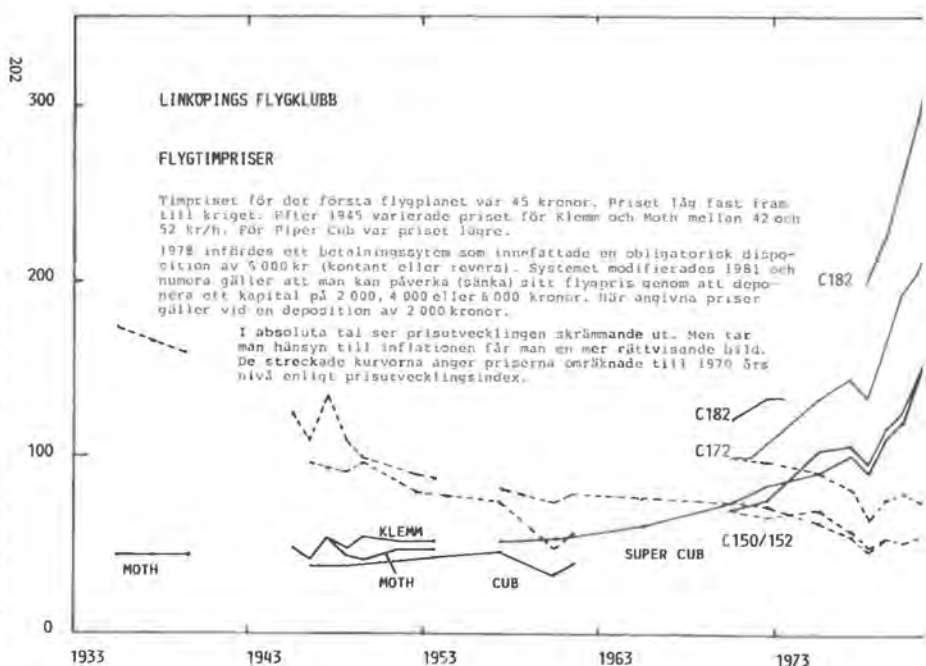 202
300
LINKÖPINGS FLYGKLUBB
FLYGTIMPRISER
Timpriset för det första flygplanet var 45 kronor. Priset låg fast fram
till kriget. Efter 1945 varierade priset för Klemm och Moth mellan 42 och
52 kr/h. För Piper Cub var priset lägre.
1978 infördes ett betalningssytem som innefattade en obligatorisk dispo-
sition av 5 000 kr (kontant eller revers). Systemet modifierades 1981 och
numera gäller att man kan påverka (sänka) sitt flygpris genom att depo-
nera ett kapital på 2 000, 4 000 eller 6 000 kronor. Här angivna priser
gäller vid en deposition av 2 000 kronor.
I absoluta tal ser prisutvecklingen skrämmande ut. Men tar
man hänsyn till inflationen får man en mer rättvisande bild.
De streckade kurvorna anger priserna omräknade till 1970 års
nivå enligt prisutvecklingsindex.
200
C182
C182
100
C172
KLEMM
MOTH
MOTH
CUB
SUPER CUB
C150/152
0
1933
1943
1953
1963
1973